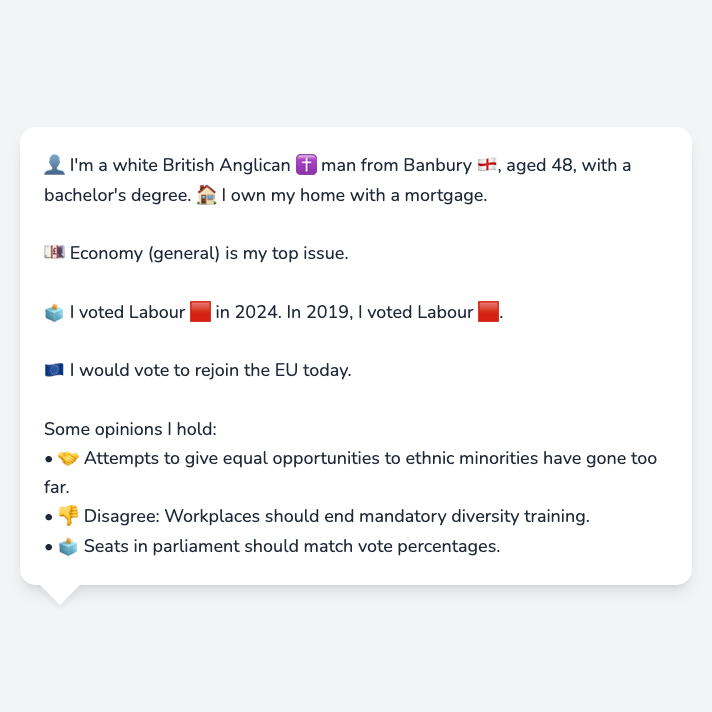 👤 I'm a white British Anglican ✝️ man from Banbury 🏴󠁧󠁢󠁥󠁮󠁧󠁿, aged 48, with a
bachelor's degree. 🏠 I own my home with a mortgage.
💷 Economy (general) is my top issue.
🗳️ I voted Labour 🟥 in 2024. In 2019, I voted Labour 🟥.
🇪🇺 I would vote to rejoin the EU today.
Some opinions I hold:
• 🤝 Attempts to give equal opportunities to ethnic minorities have gone too
far.
• 👎 Disagree: Workplaces should end mandatory diversity training.
• 🗳️ Seats in parliament should match vote percentages.